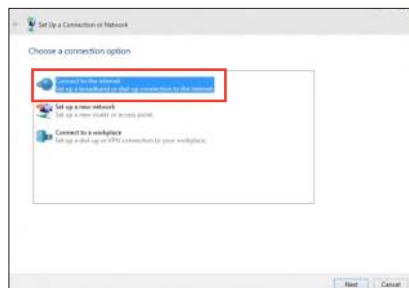 Set Up a Connection or Network
Choose a connection option
Connect to the Internet
Set up a broadband or dial-up connection to the Internet.
Set up a new network
Set up a new router or access point.
Connect to a workplace
Set up a dial-up or VPN connection to your workplace.
Next
Cancel